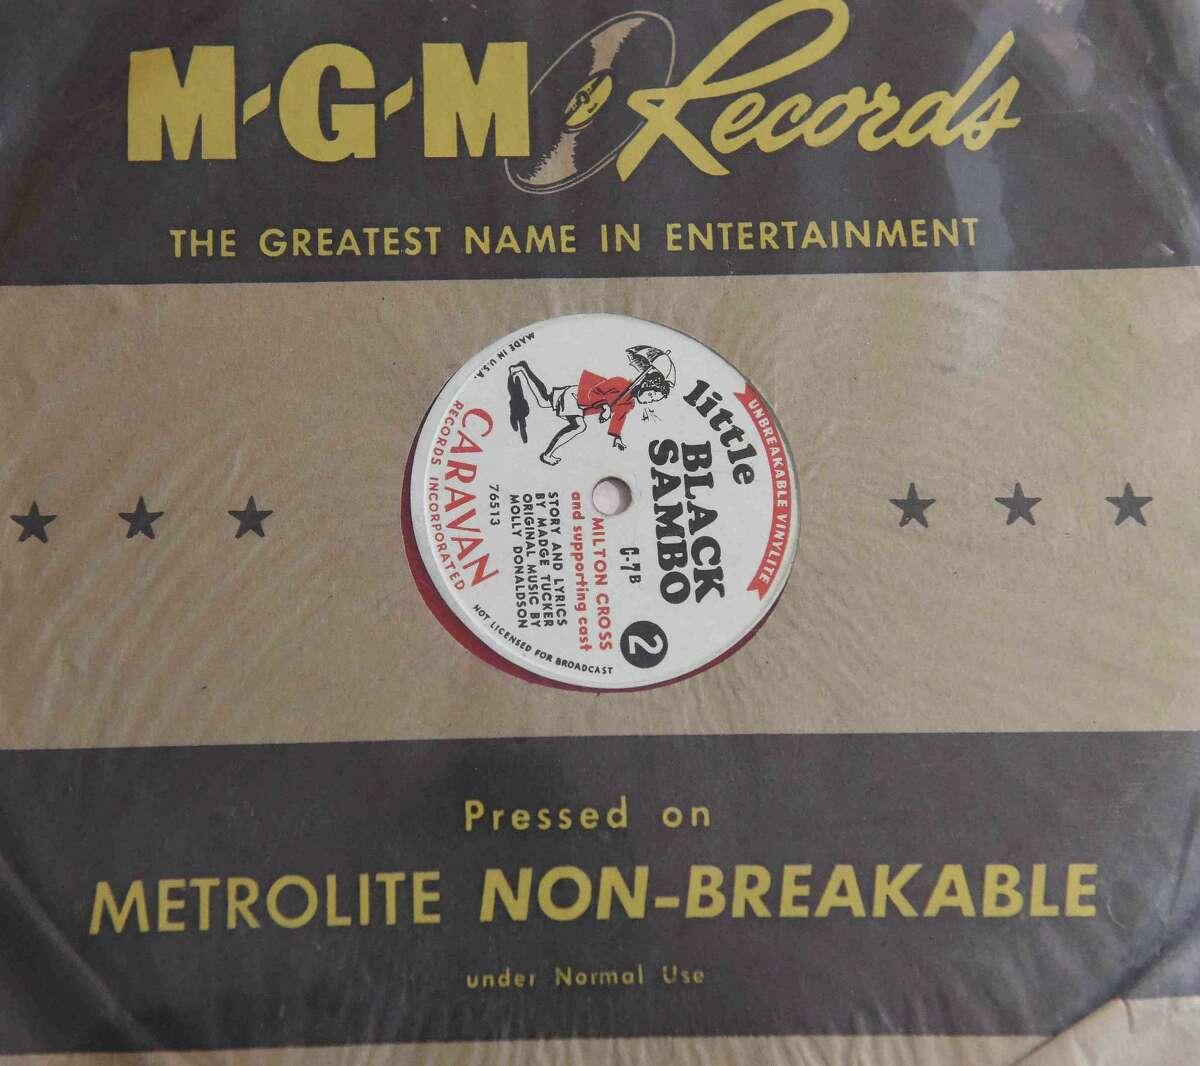 M-G-M Records
THE GREATEST NAME IN ENTERTAINMENT
UNBREAKABLE VINYLITE
little
BLACK
SAMBO
C-7B
2
MILTON CROSS
and supporting cast
STORY AND LYRICS
BY MADGE TUCKER
ORIGINAL MUSIC BY
MOLLY DONALDSON
76513
CARAVAN
RECORDS INCORPORATED
MADE IN U.S.A.
NOT LICENSED FOR BROADCAST
Pressed on
METROLITE NON-BREAKABLE
under Normal Use